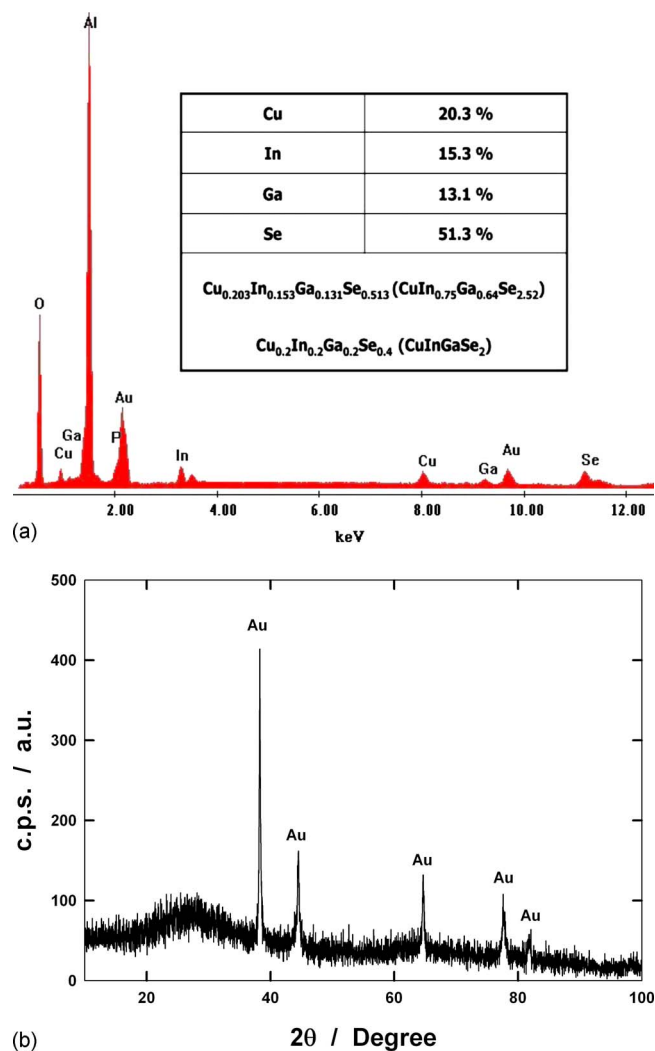 Al
Cu 20.3 %
In 15.3 %
Ga 13.1 %
Se 51.3 %
Cu₀.₂₀₃In₀.₁₅₃Ga₀.₁₃₁Se₀.₅₁₃ (CuIn₀.₇₅Ga₀.₆₄Se₂.₅₂)
Cu₀.₂In₀.₂Ga₀.₂Se₀.₄ (CuInGaSe₂)
O
Ga
Cu
P
Au
In
Cu
Ga
Au
Se
2.00 4.00 6.00 8.00 10.00 12.00
keV
(a)
500
400
300
200
100
0
c.p.s. / a.u.
Au
Au
Au
Au
Au
20 40 60 80 100
2θ / Degree
(b)